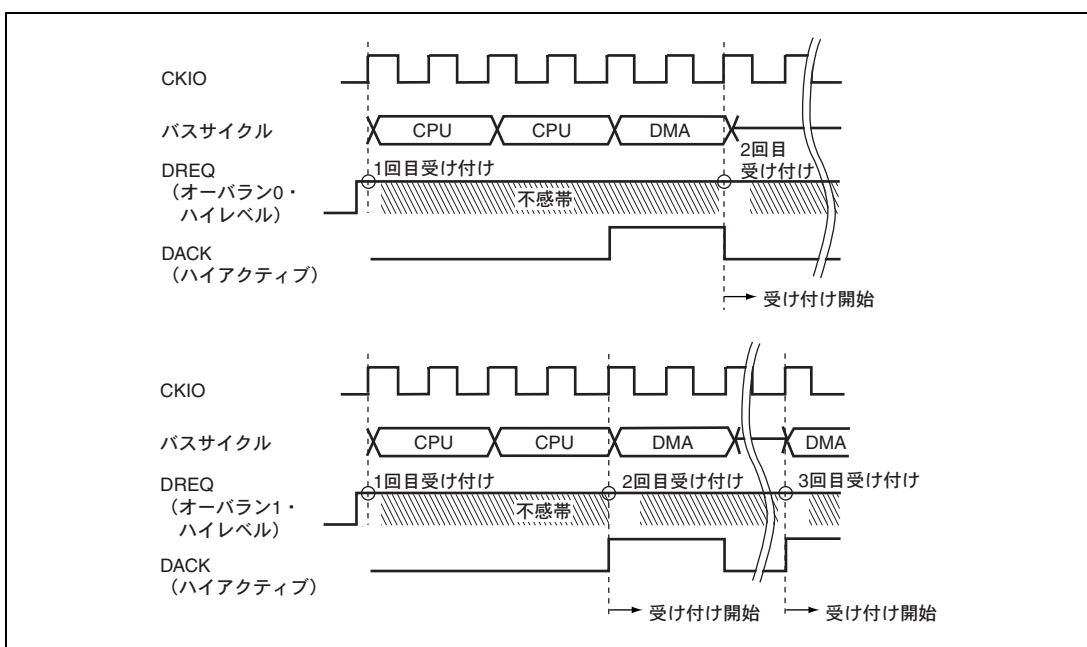 CKIO
バスサイクル
CPU
CPU
DMA
DREQ
(オーバラン0・
ハイレベル)
1回目受け付け
2回目
受け付け
不感帯
DACK
(ハイアクティブ)
受け付け開始
CKIO
バスサイクル
CPU
CPU
DMA
DMA
DREQ
(オーバラン1・
ハイレベル)
1回目受け付け
2回目受け付け
3回目受け付け
不感帯
DACK
(ハイアクティブ)
受け付け開始
受け付け開始